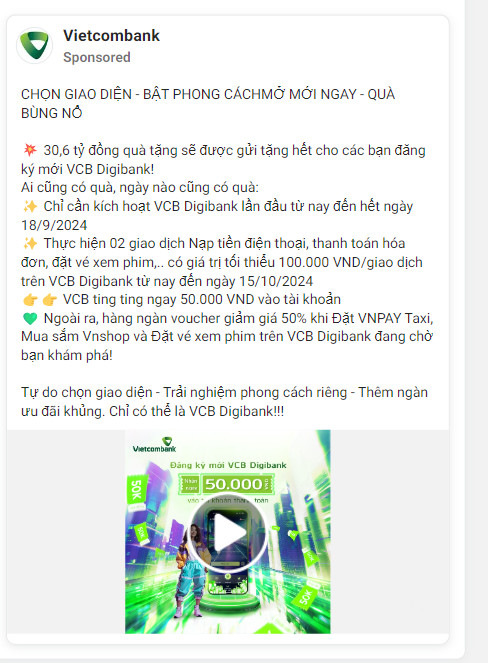 Vietcombank
Sponsored
CHỌN GIAO DIỆN - BẬT PHONG CÁCHMỞ MỚI NGAY - QUÀ
BÙNG NỔ
💥 30,6 tỷ đồng quà tặng sẽ được gửi tặng hết cho các bạn đăng
ký mới VCB Digibank!
Ai cũng có quà, ngày nào cũng có quà:
✨ Chỉ cần kích hoạt VCB Digibank lần đầu từ nay đến hết ngày
18/9/2024
✨ Thực hiện 02 giao dịch Nạp tiền điện thoại, thanh toán hóa
đơn, đặt vé xem phim,.. có giá trị tối thiểu 100.000 VND/giao dịch
trên VCB Digibank từ nay đến ngày 15/10/2024
👉 👉 VCB ting ting ngay 50.000 VND vào tài khoản
💚 Ngoài ra, hàng ngàn voucher giảm giá 50% khi Đặt VNPAY Taxi,
Mua sắm Vnshop và Đặt vé xem phim trên VCB Digibank đang chờ
bạn khám phá!
Tự do chọn giao diện - Trải nghiệm phong cách riêng - Thêm ngàn
ưu đãi khủng. Chỉ có thể là VCB Digibank!!!
Vietcombank
Đăng ký mới VCB Digibank
Nhận ngay 50.000 VND
vào khoản thanh toán
50K
50K